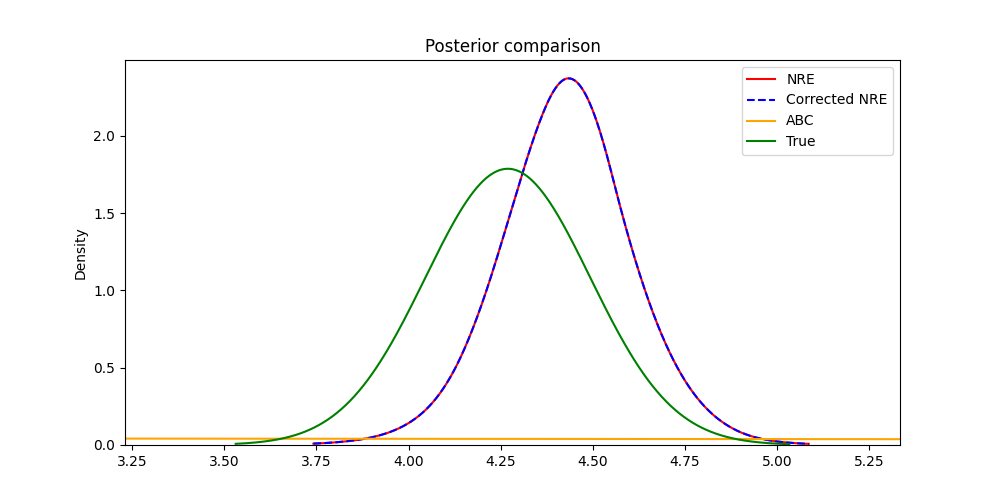 Posterior comparison
NRE
Corrected NRE
ABC
True
Density
2.0
1.5
1.0
0.5
0.0
3.25 3.50 3.75 4.00 4.25 4.50 4.75 5.00 5.25